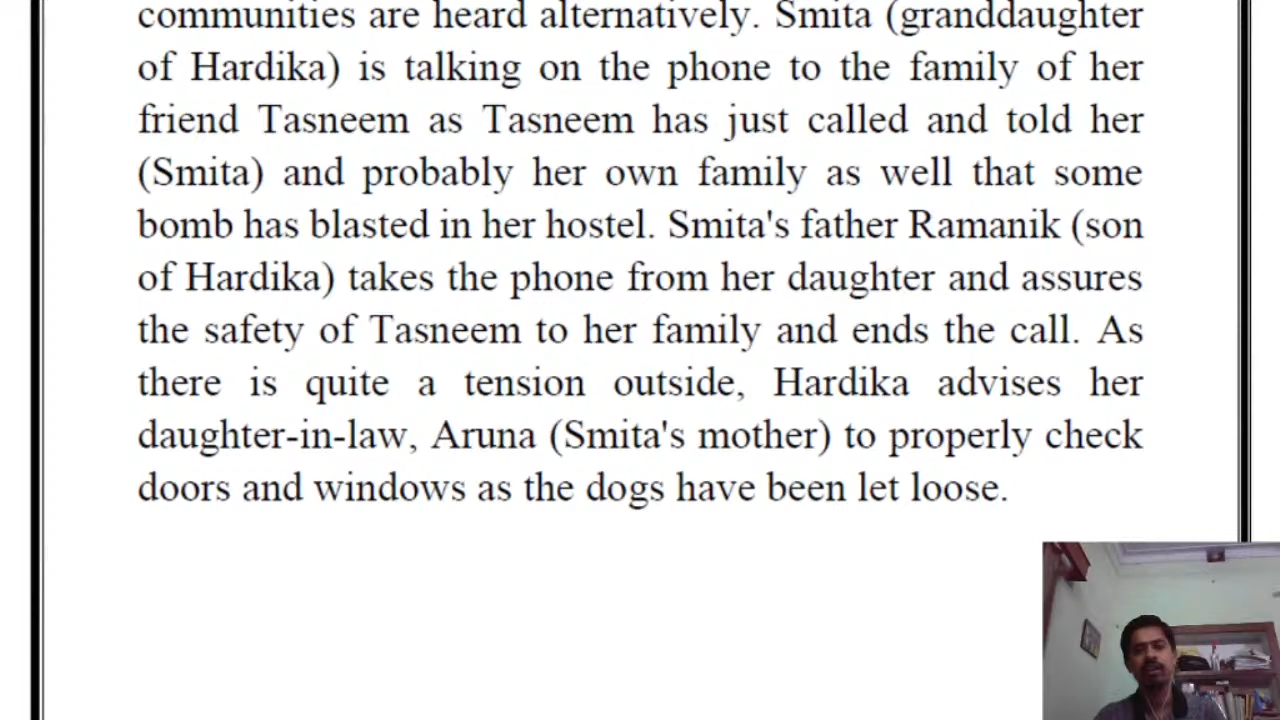 communities are heard alternatively. Smita (granddaughter
of Hardika) is talking on the phone to the family of her
friend Tasneem as Tasneem has just called and told her
(Smita) and probably her own family as well that some
bomb has blasted in her hostel. Smita's father Ramanik (son
of Hardika) takes the phone from her daughter and assures
the safety of Tasneem to her family and ends the call. As
there is quite a tension outside, Hardika advises her
daughter-in-law, Aruna (Smita's mother) to properly check
doors and windows as the dogs have been let loose.